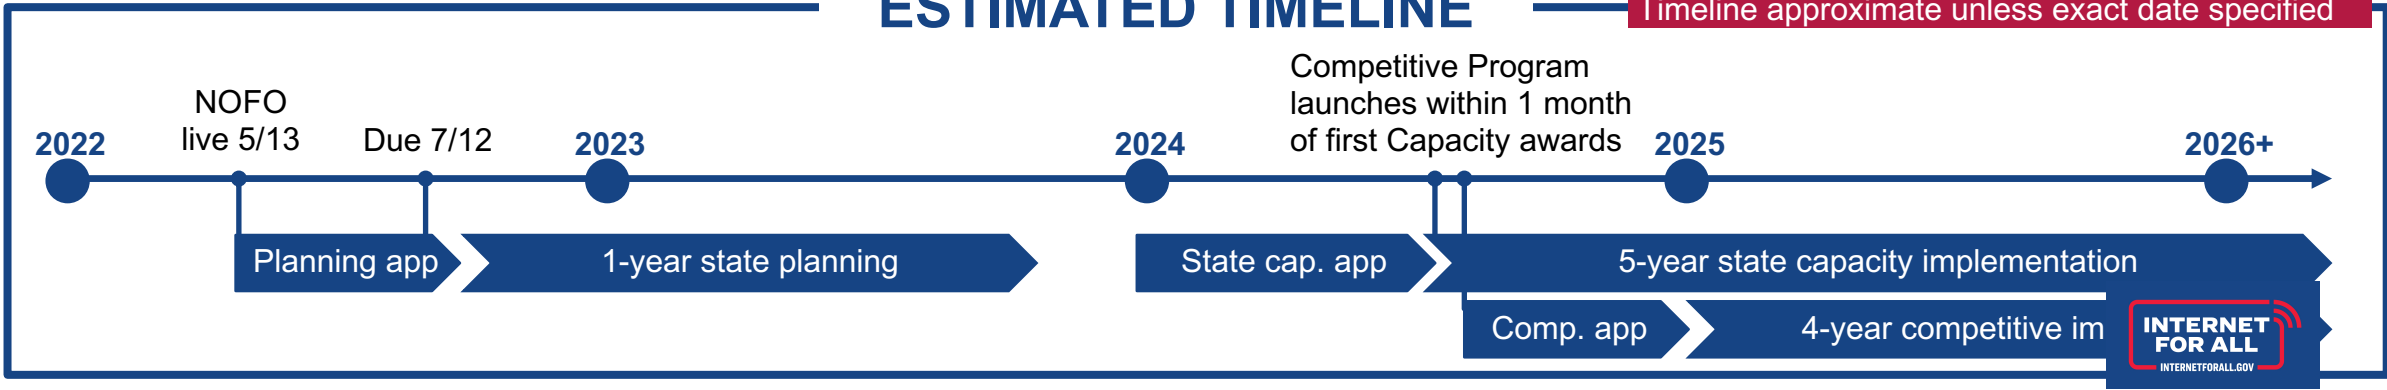 ESTIMATED TIMELINE
Timeline approximate unless exact date specified
Competitive Program
launches within 1 month
of first Capacity awards
NOFO
live 5/13
Due 7/12
2022
2023
2024
2025
2026+
Planning app
1-year state planning
State cap. app
5-year state capacity implementation
Comp. app
4-year competitive im
INTERNET
FOR ALL
INTERNETFORALL.GOV